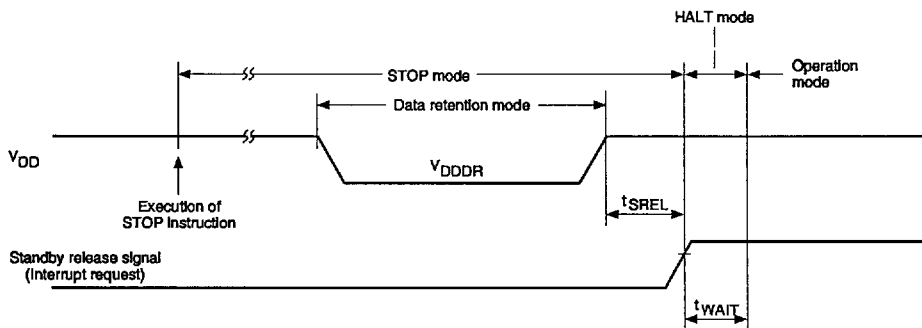 HALT mode
STOP mode
Operation
mode
Data retention mode
VDD
VDDDR
tSREL
Execution of
STOP Instruction
Standby release signal
(Interrupt request)
tWAIT